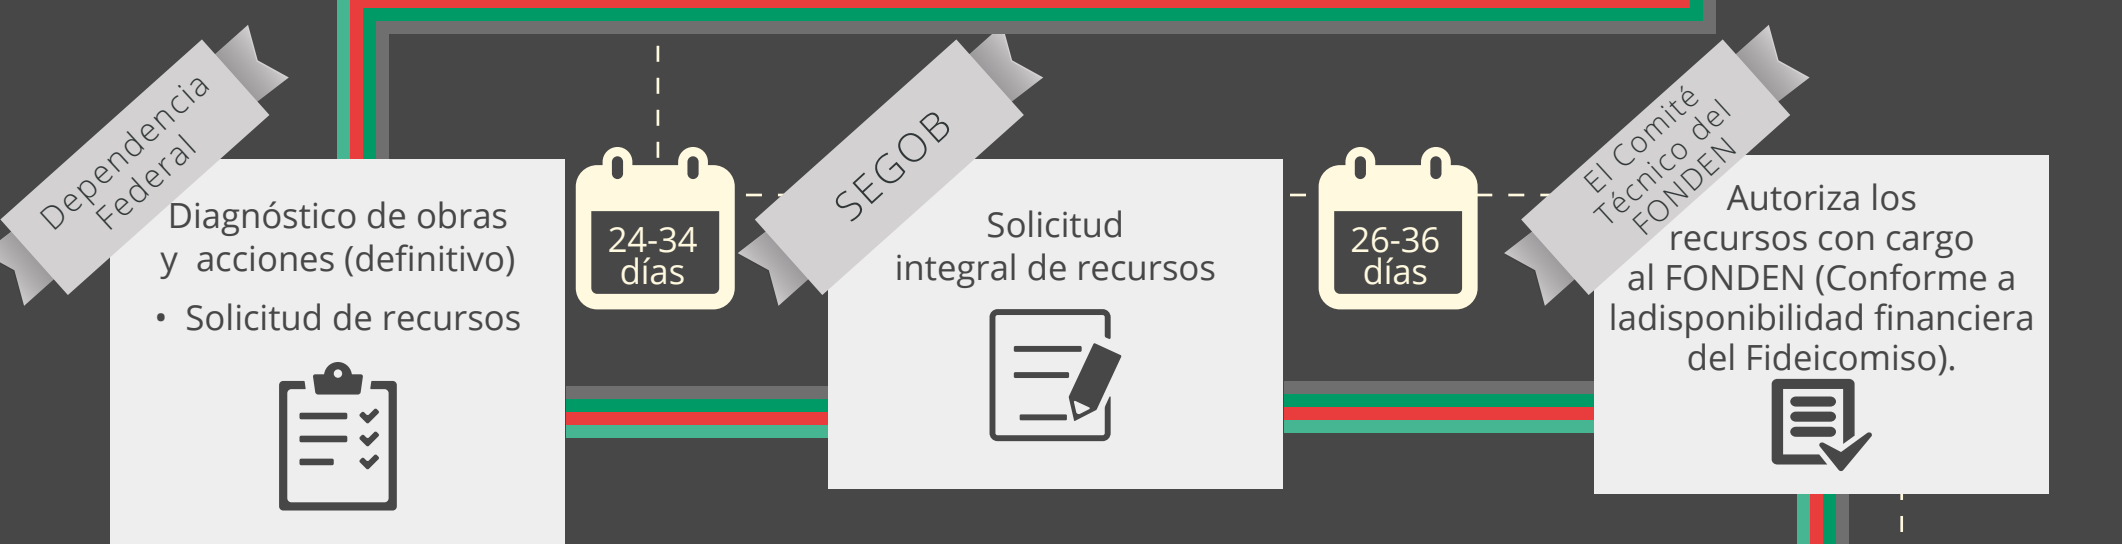 Dependencia
Federal
Diagnóstico de obras
y acciones (definitivo)
• Solicitud de recursos
24-34
días
SEGOB
Solicitud
integral de recursos
26-36
días
El Comité
Técnico del
FONDEN
Autoriza los
recursos con cargo
al FONDEN (Conforme a
ladisponibilidad financiera
del Fideicomiso).